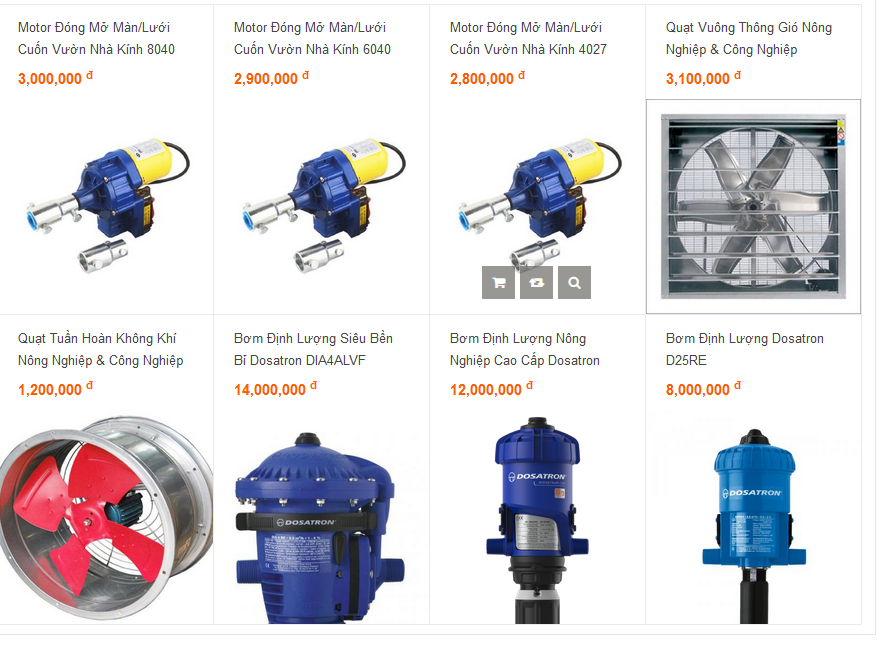 Motor Đóng Mở Màn/Lưới
Cuốn Vườn Nhà Kính 8040
3,000,000 đ
Motor Đóng Mở Màn/Lưới
Cuốn Vườn Nhà Kính 6040
2,900,000 đ
Motor Đóng Mở Màn/Lưới
Cuốn Vườn Nhà Kính 4027
2,800,000 đ
Quạt Vuông Thông Gió Nông
Nghiệp & Công Nghiệp
3,100,000 đ
Quạt Tuần Hoàn Không Khí
Nông Nghiệp & Công Nghiệp
1,200,000 đ
Bơm Định Lượng Siêu Bền
Bỉ Dosatron DIA4ALVF
14,000,000 đ
DOSATRON
Bơm Định Lượng Nông
Nghiệp Cao Cấp Dosatron
12,000,000 đ
DOSATRON
Bơm Định Lượng Dosatron
D25RE
8,000,000 đ
DOSATRON